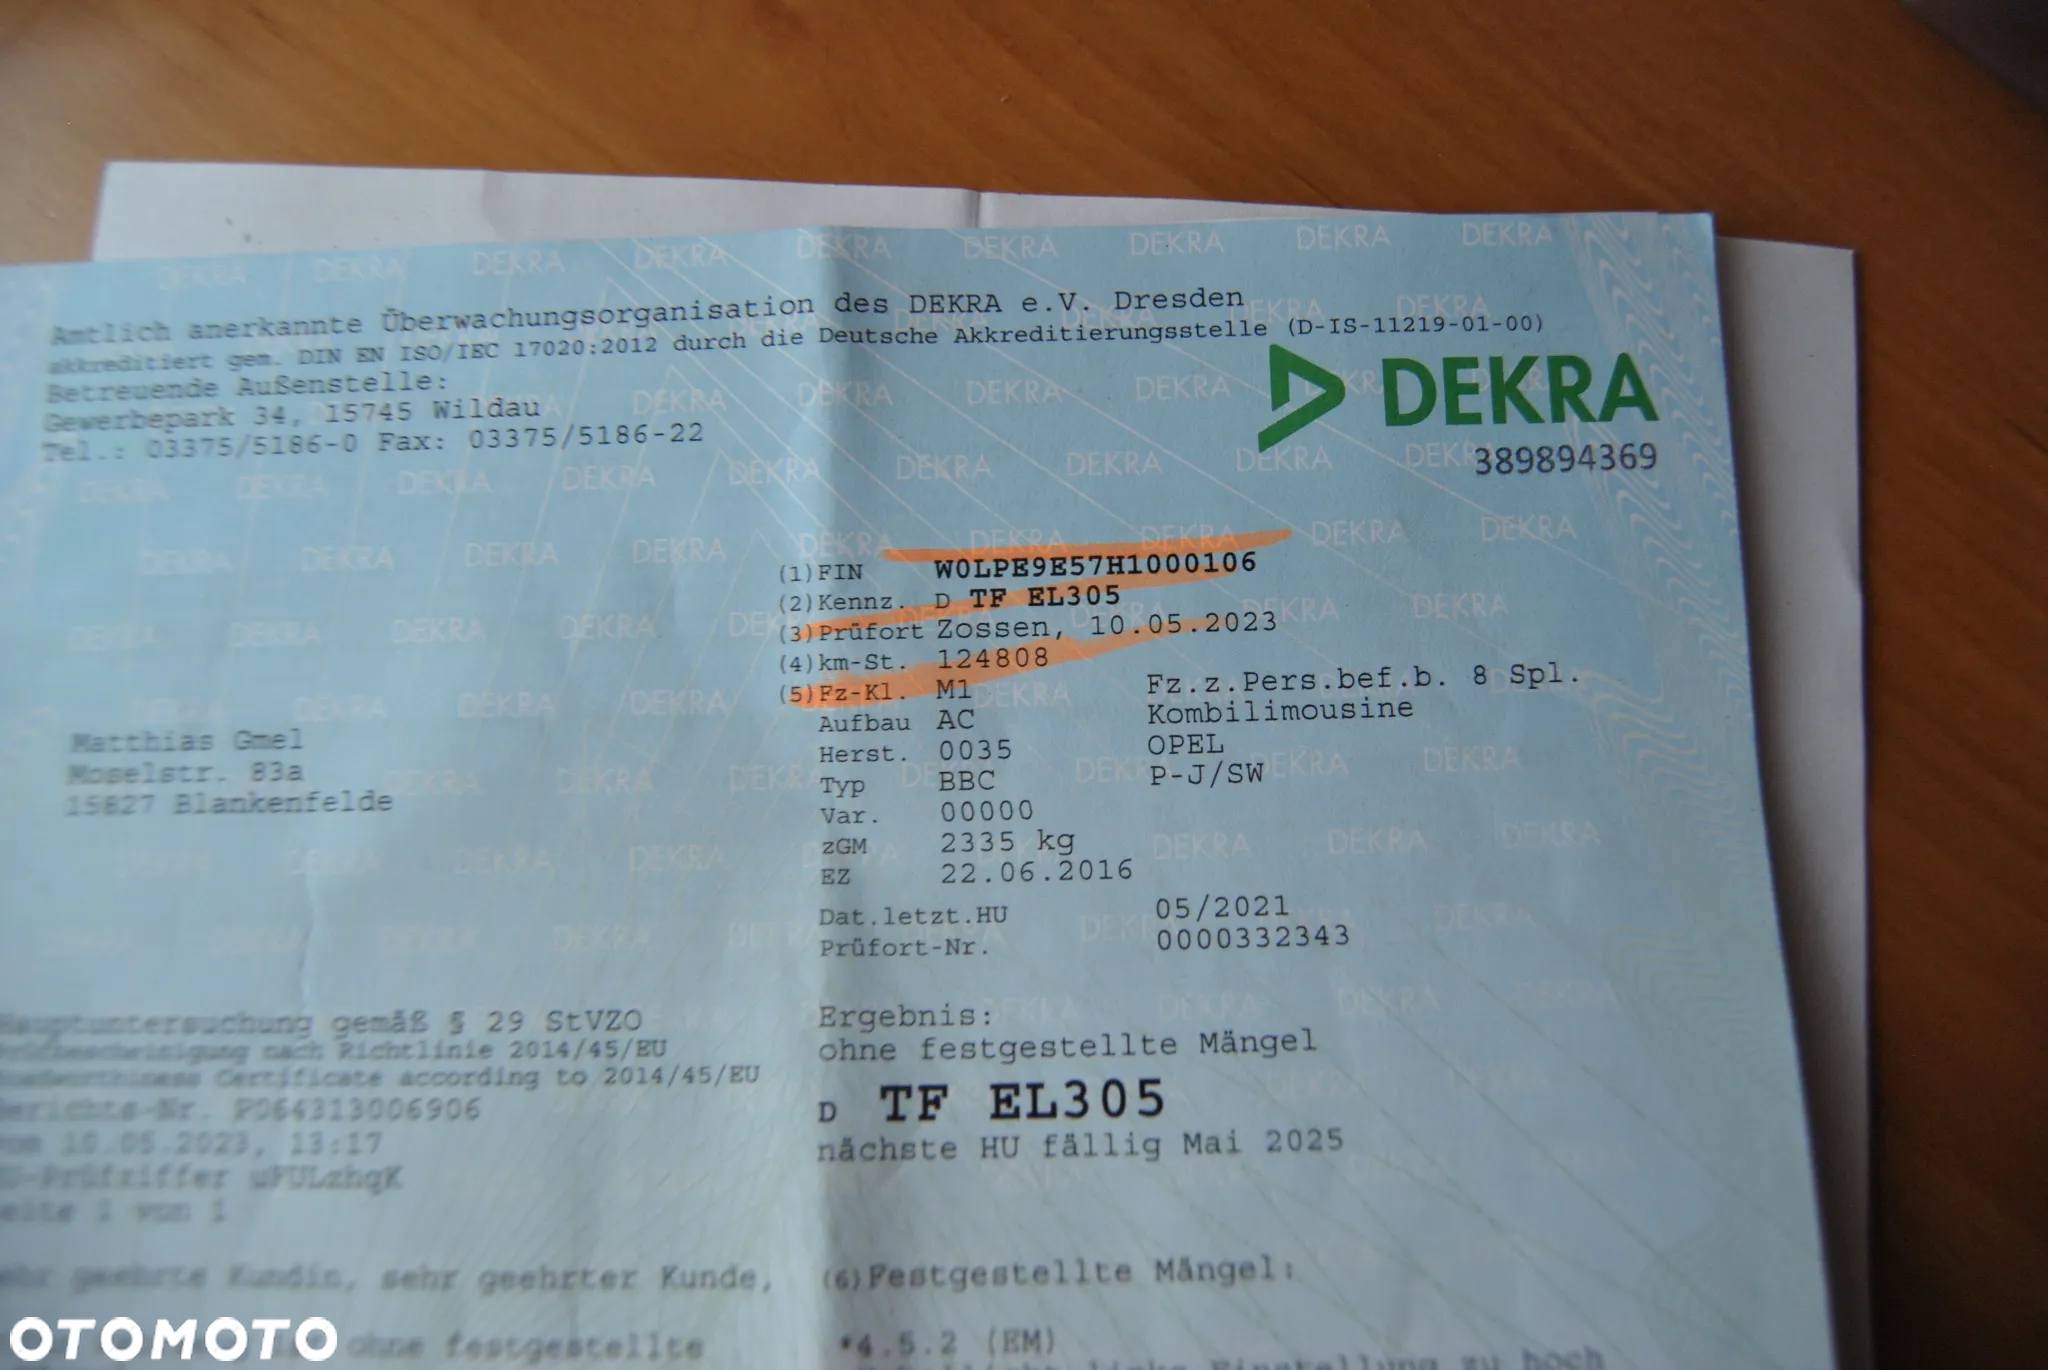 Amtlich anerkannte Überwachungsorganisation des DEKRA e.V. Dresden
akkreditiert gem. DIN EN ISO/IEC 17020:2012 durch die Deutsche Akkreditierungsstelle (D-IS-11219-01-00)
Betreuende Außenstelle:
Gewerbepark 34, 15745 Wildau
Tel.: 03375/5186-0 Fax: 03375/5186-22
DEKRA
389894369
(1)FIN W0LPE9E57H1000106
(2)Kennz. D TF EL305
(3)Prüfort Zossen, 10.05.2023
(4)km-St. 124808
(5)Fz-Kl. M1 Fz.z.Pers.bef.b. 8 Spl.
Aufbau AC Kombilimousine
Herst. 0035 OPEL
Typ BBC P-J/SW
Var. 00000
zGM 2335 kg
EZ 22.06.2016
Dat.letzt.HU 05/2021
Prüfort-Nr. 0000332343
Matthias Gmel
Moselstr. 83a
15827 Blankenfelde
Hauptuntersuchung gemäß § 29 StVZO
nach Richtlinie 2014/45/EU
Certificate according to 2014/45/EU
Berichts-Nr. P064313006906
vom 10.05.2023, 13:17
Prüfziffer uFULzhqK
Seite 1 von 1
Ergebnis:
ohne festgestellte Mängel
D TF EL305
nächste HU fällig Mai 2025
sehr geehrte Kundin, sehr geehrter Kunde,
ohne festgestellte
(6)Festgestellte Mängel:
*4.5.2 (EM)
links Einstellung zu hoch
OTOMOTO